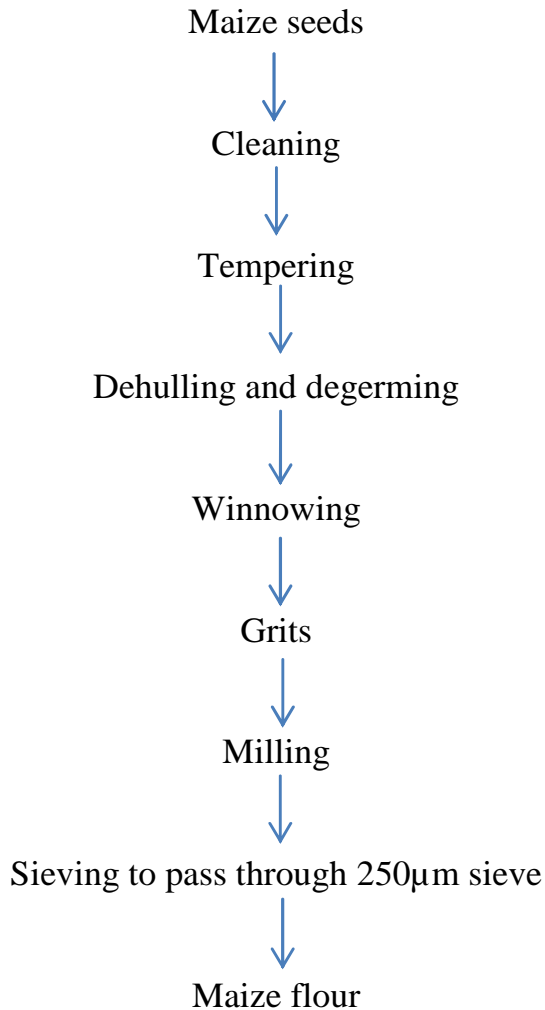 Maize seeds
Cleaning
Tempering
Dehulling and degerming
Winnowing
Grits
Milling
Sieving to pass through 250µm sieve
Maize flour